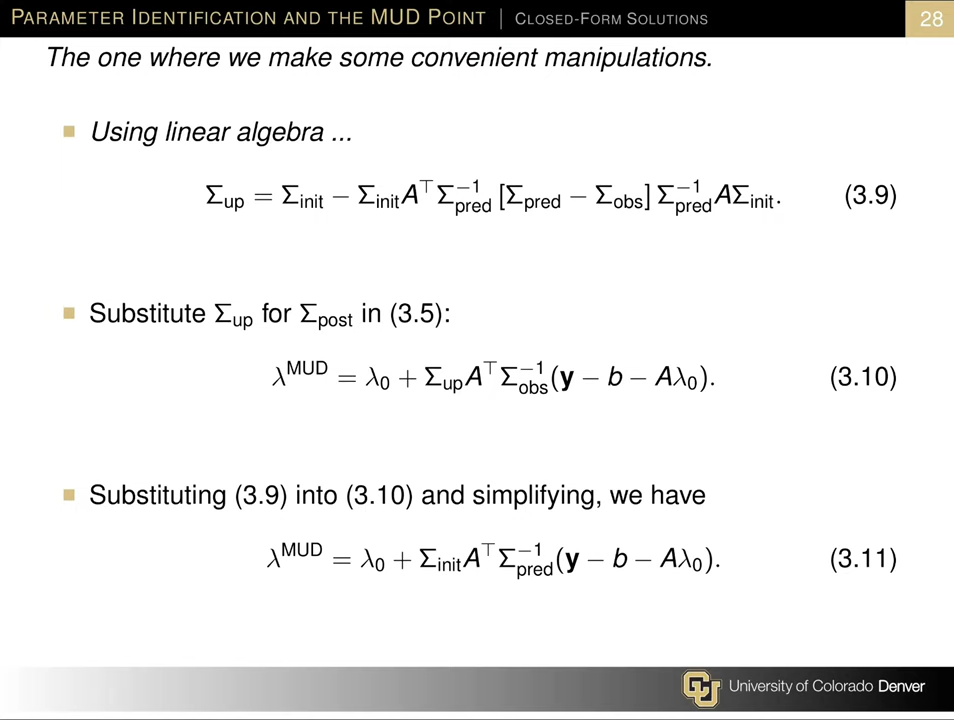 PARAMETER IDENTIFICATION AND THE MUD POINT | CLOSED-FORM SOLUTIONS 28
The one where we make some convenient manipulations.
Using linear algebra ...
Σ_up = Σ_init − Σ_init A^⊤ Σ_pred^−1 [Σ_pred − Σ_obs] Σ_pred^−1 AΣ_init. (3.9)
Substitute Σ_up for Σ_post in (3.5):
λ^MUD = λ_0 + Σ_up A^⊤ Σ_obs^−1 (y − b − Aλ_0). (3.10)
Substituting (3.9) into (3.10) and simplifying, we have
λ^MUD = λ_0 + Σ_init A^⊤ Σ_pred^−1 (y − b − Aλ_0). (3.11)
University of Colorado Denver